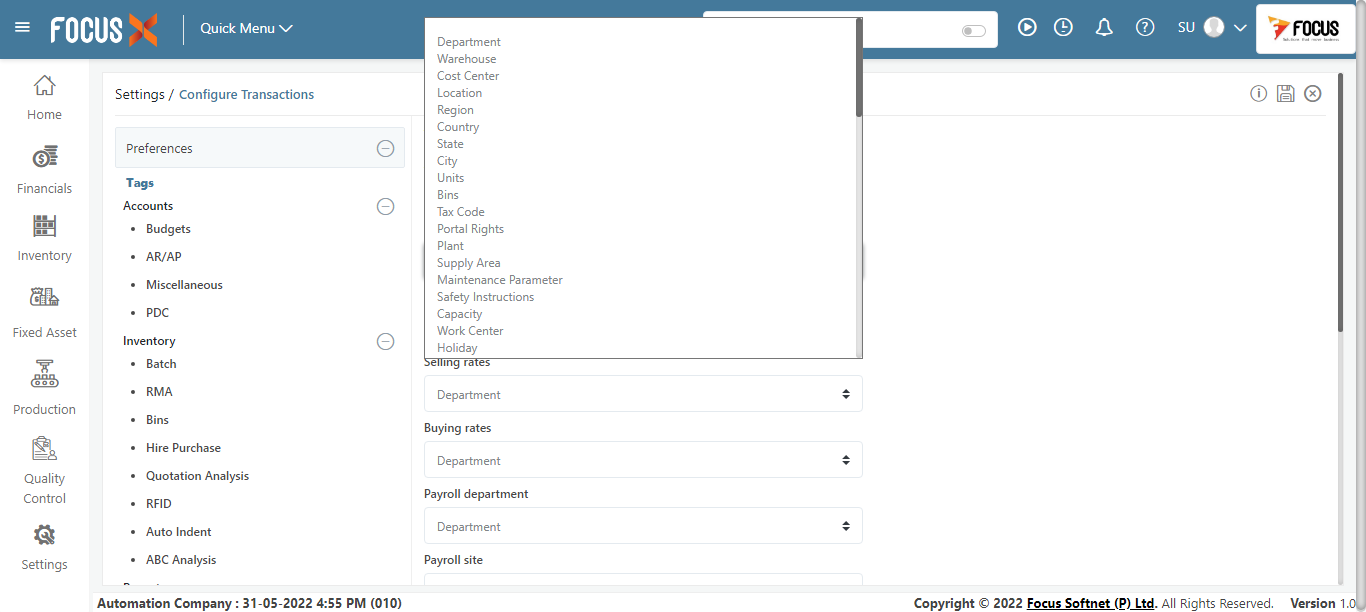 FOCUS X
Quick Menu
SU
FOCUS
Settings / Configure Transactions
Home
Financials
Inventory
Fixed Asset
Production
Quality
Control
Settings
Preferences
Tags
Accounts
Budgets
AR/AP
Miscellaneous
PDC
Inventory
Batch
RMA
Bins
Hire Purchase
Quotation Analysis
RFID
Auto Indent
ABC Analysis
Department
Warehouse
Cost Center
Location
Region
Country
State
City
Units
Bins
Tax Code
Portal Rights
Plant
Supply Area
Maintenance Parameter
Safety Instructions
Capacity
Work Center
Holiday
Selling rates
Department
Buying rates
Department
Payroll department
Department
Payroll site
Automation Company : 31-05-2022 4:55 PM (010)
Copyright © 2022 Focus Softnet (P) Ltd. All Rights Reserved. Version 1.0